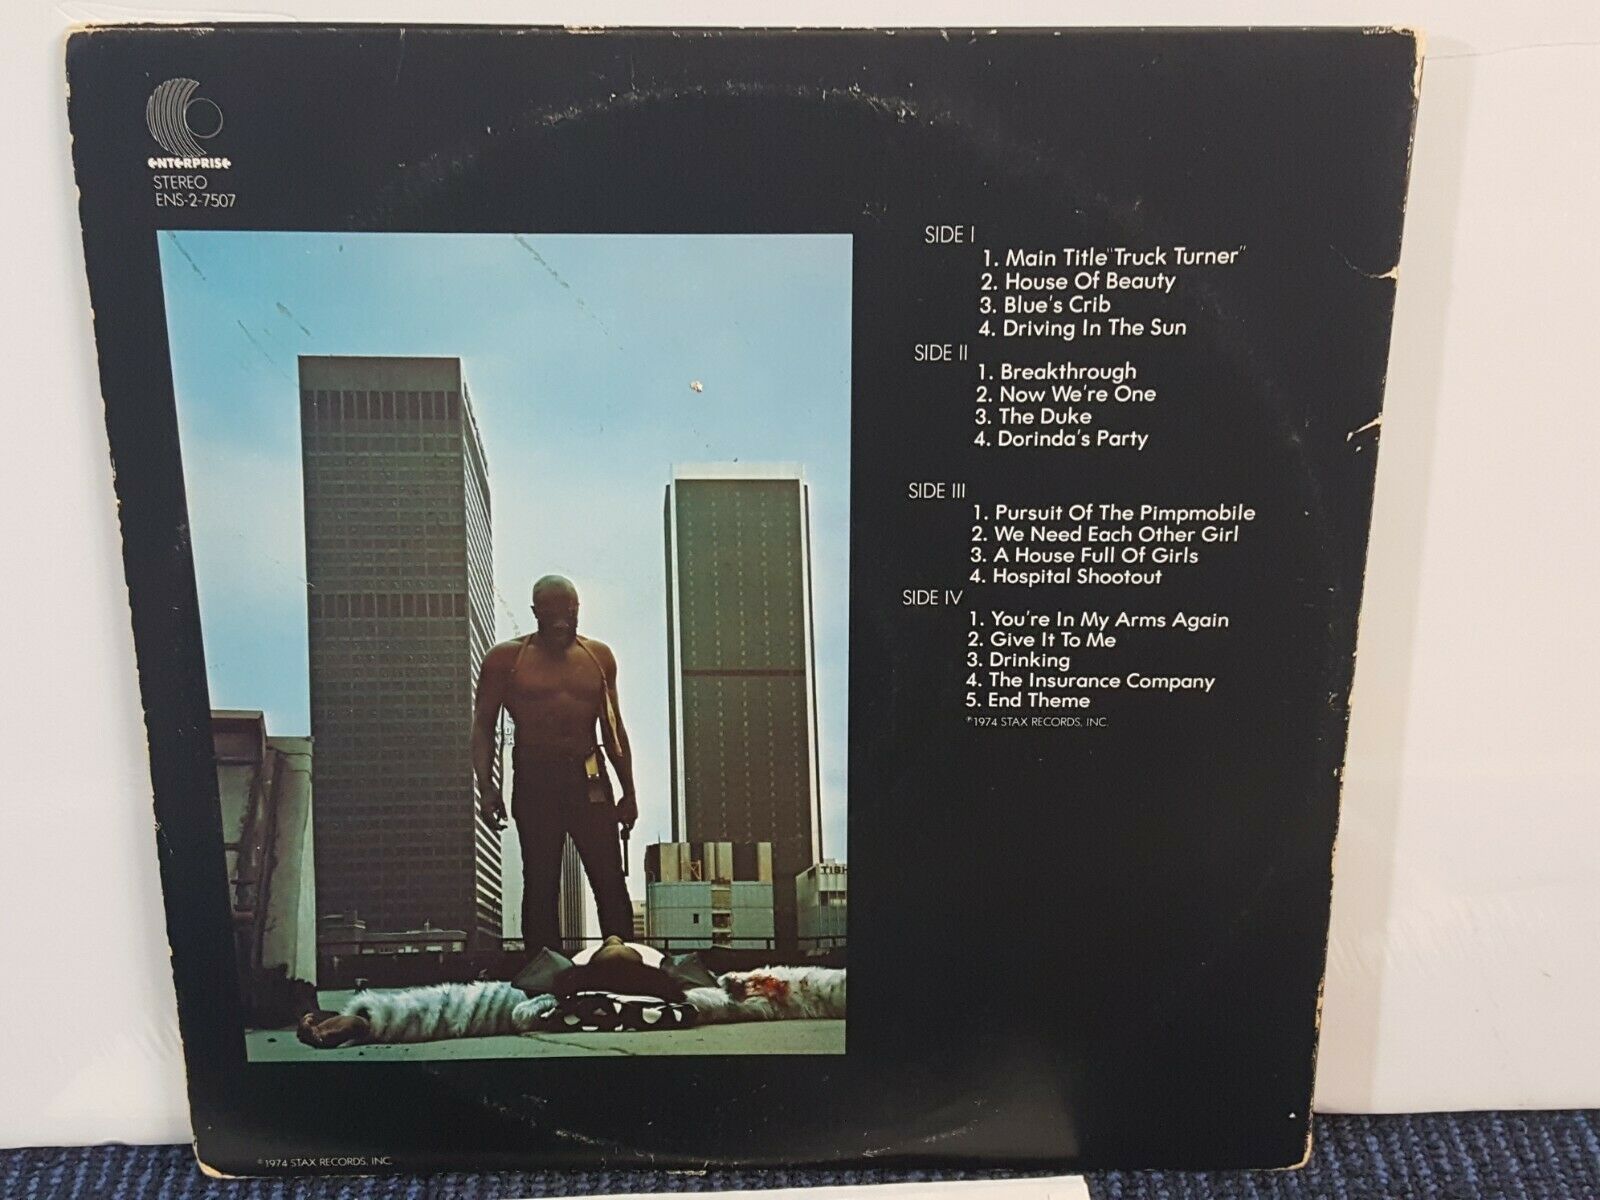 ENTERPRISE
STEREO
ENS-2-7507
SIDE I
1. Main Title "Truck Turner"
2. House Of Beauty
3. Blue's Crib
4. Driving In The Sun
SIDE II
1. Breakthrough
2. Now We're One
3. The Duke
4. Dorinda's Party
SIDE III
1. Pursuit Of The Pimpmobile
2. We Need Each Other Girl
3. A House Full Of Girls
4. Hospital Shootout
SIDE IV
1. You're In My Arms Again
2. Give It To Me
3. Drinking
4. The Insurance Company
5. End Theme
℗1974 STAX RECORDS, INC.
TISH
©1974 STAX RECORDS, INC.